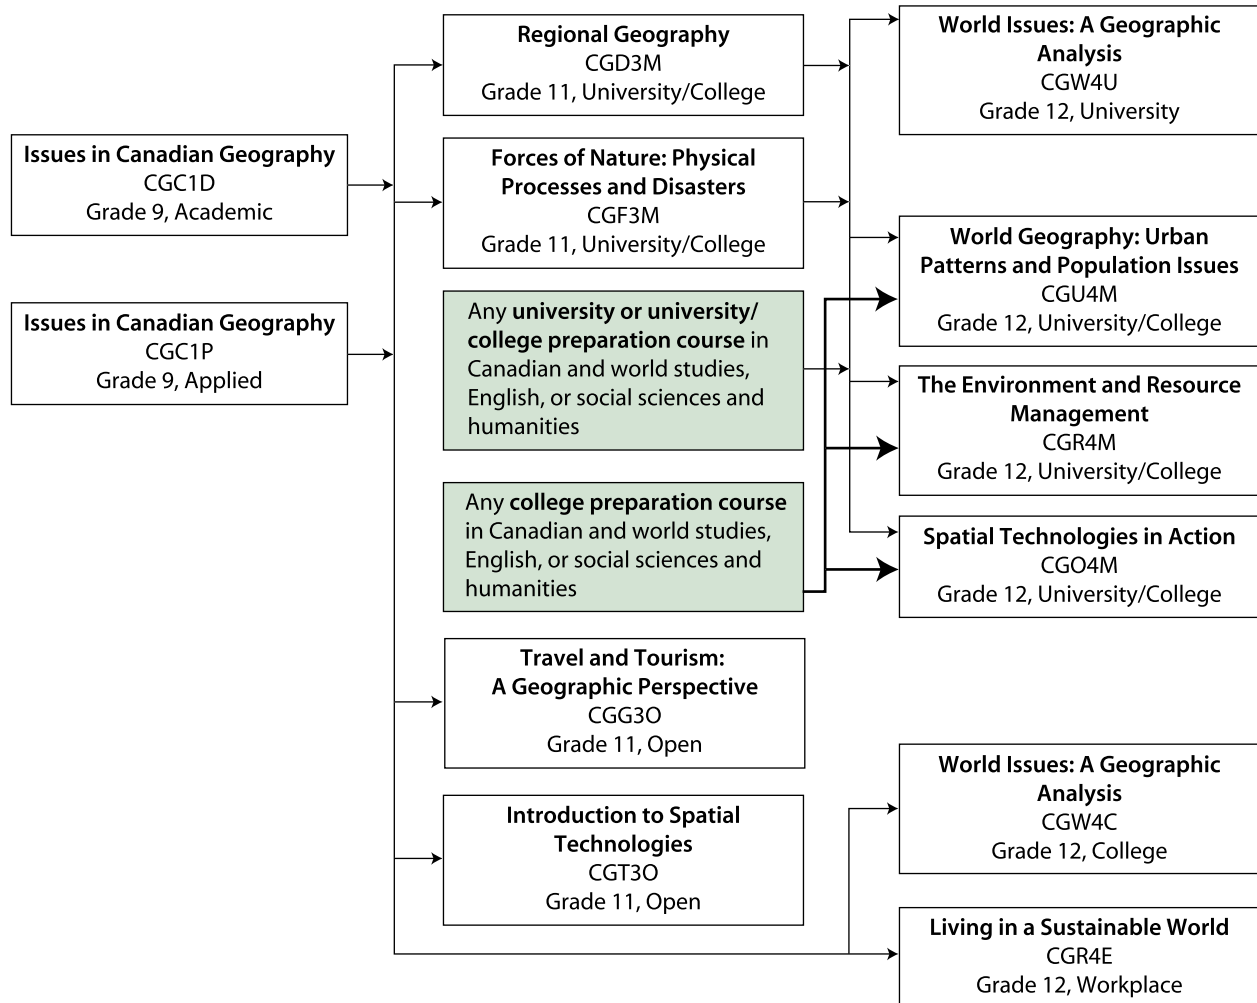 Issues in Canadian Geography
CGC1D
Grade 9, Academic
Issues in Canadian Geography
CGC1P
Grade 9, Applied
Regional Geography
CGD3M
Grade 11, University/College
Forces of Nature: Physical
Processes and Disasters
CGF3M
Grade 11, University/College
Any university or university/
college preparation course in
Canadian and world studies,
English, or social sciences and
humanities
Any college preparation course
in Canadian and world studies,
English, or social sciences and
humanities
Travel and Tourism:
A Geographic Perspective
CGG3O
Grade 11, Open
Introduction to Spatial
Technologies
CGT3O
Grade 11, Open
World Issues: A Geographic
Analysis
CGW4U
Grade 12, University
World Geography: Urban
Patterns and Population Issues
CGU4M
Grade 12, University/College
The Environment and Resource
Management
CGR4M
Grade 12, University/College
Spatial Technologies in Action
CGO4M
Grade 12, University/College
World Issues: A Geographic
Analysis
CGW4C
Grade 12, College
Living in a Sustainable World
CGR4E
Grade 12, Workplace